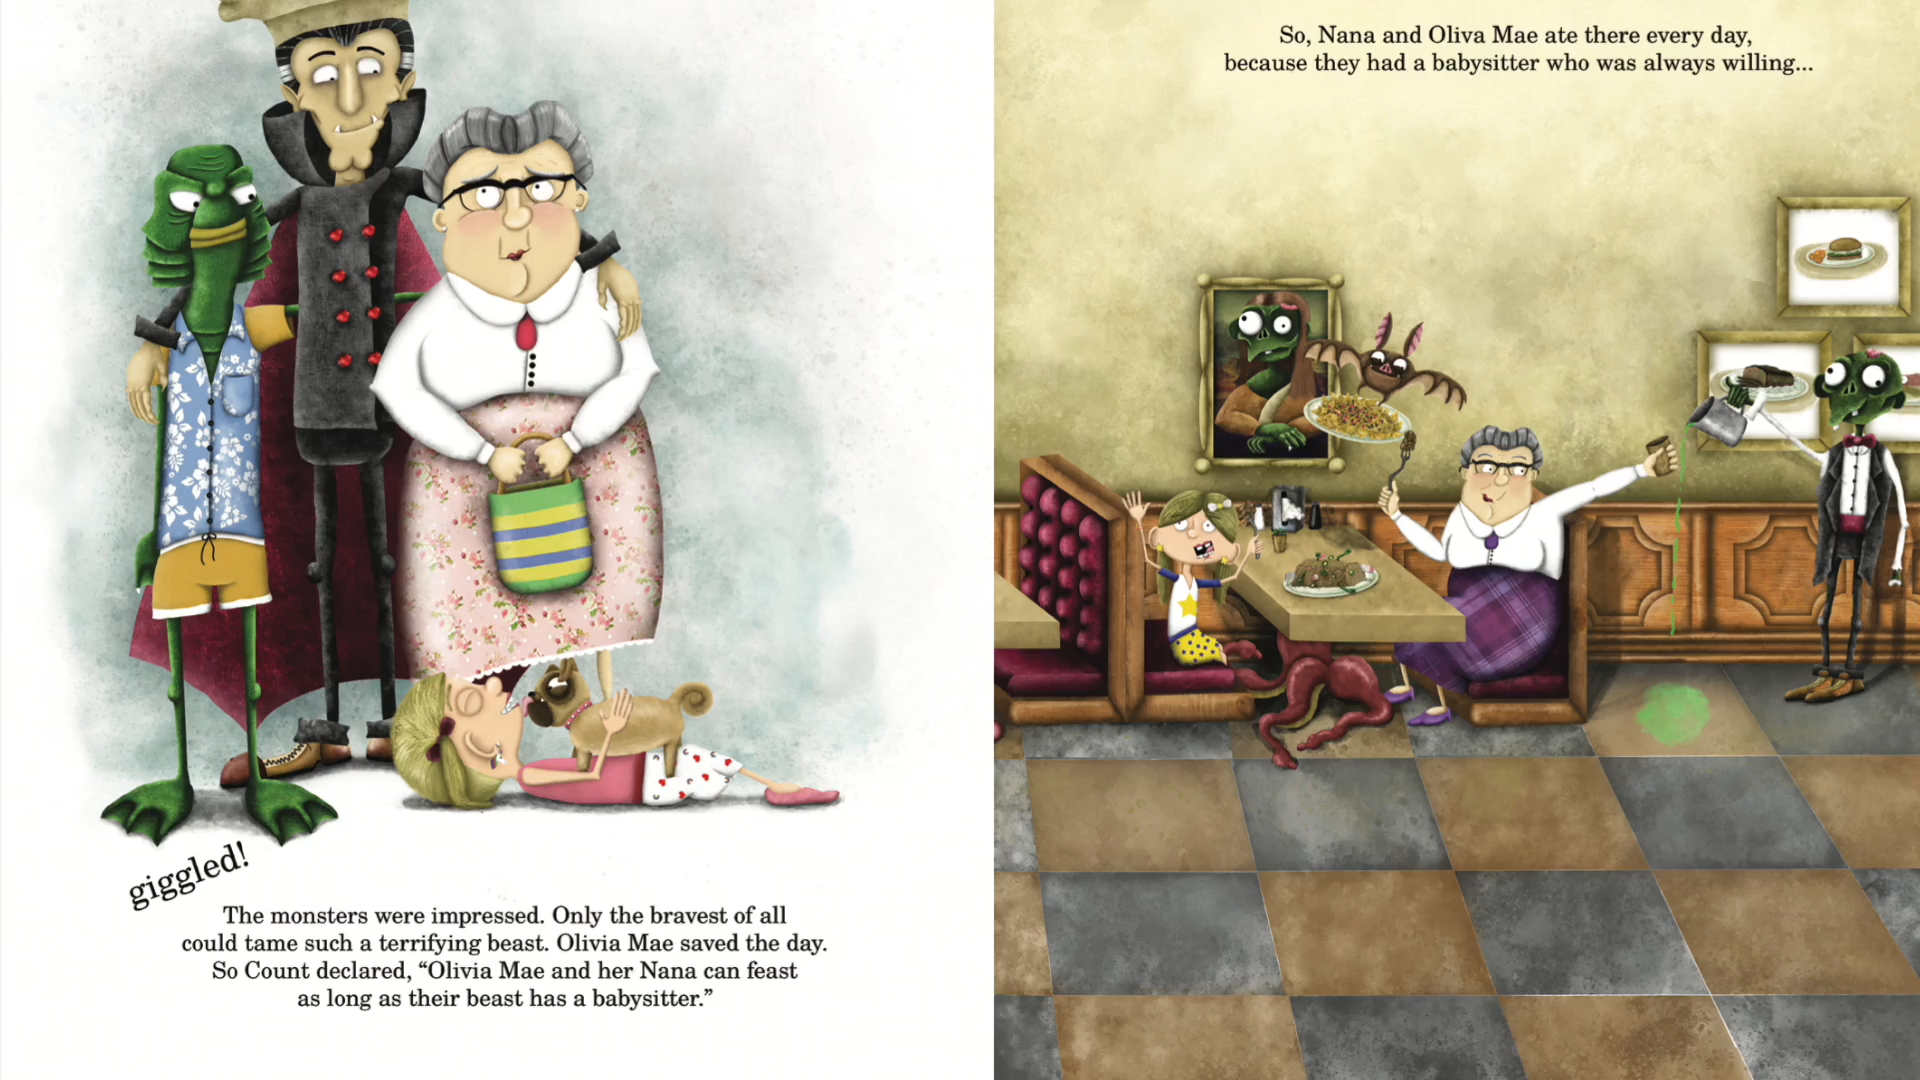 giggled!
The monsters were impressed. Only the bravest of all
could tame such a terrifying beast. Olivia Mae saved the day.
So Count declared, “Olivia Mae and her Nana can feast
as long as their beast has a babysitter.”
So, Nana and Oliva Mae ate there every day,
because they had a babysitter who was always willing...